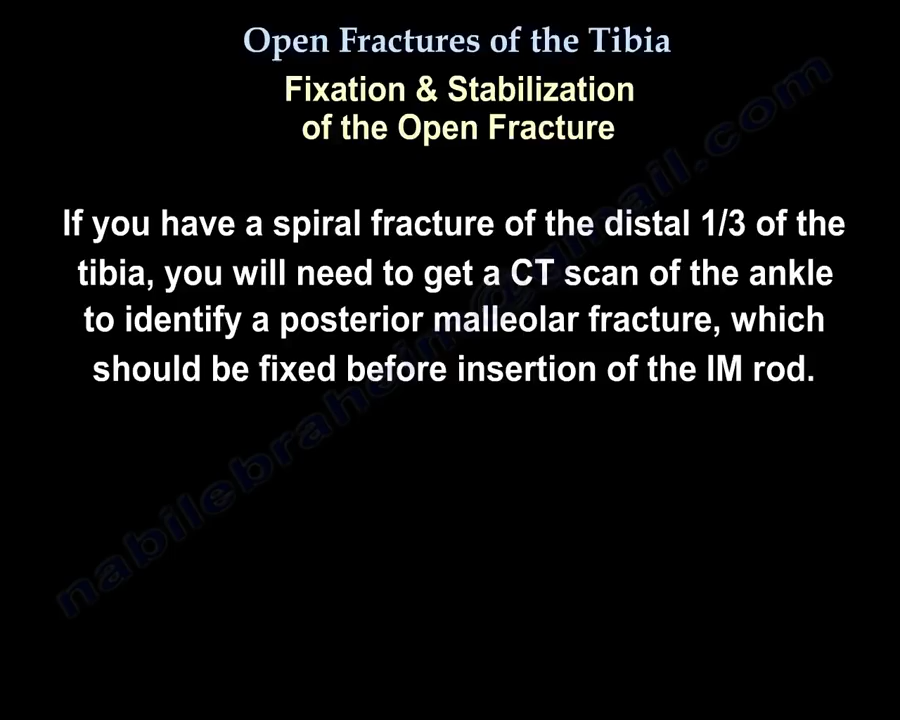 Open Fractures of the Tibia
Fixation & Stabilization
of the Open Fracture
If you have a spiral fracture of the distal 1/3 of the
tibia, you will need to get a CT scan of the ankle
to identify a posterior malleolar fracture, which
should be fixed before insertion of the IM rod.
nabilebraheim@gmail.com